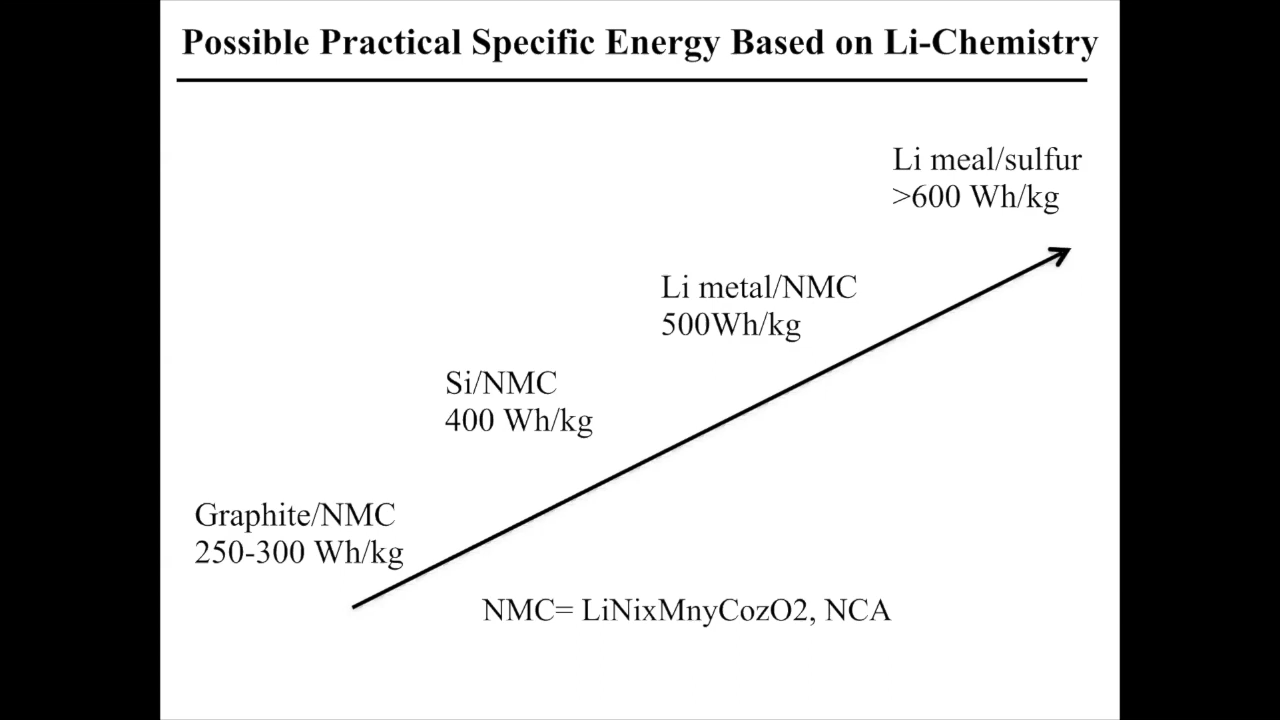 Possible Practical Specific Energy Based on Li-Chemistry
Li meal/sulfur
>600 Wh/kg
Li metal/NMC
500Wh/kg
Si/NMC
400 Wh/kg
Graphite/NMC
250-300 Wh/kg
NMC= LiNixMnyCozO2, NCA